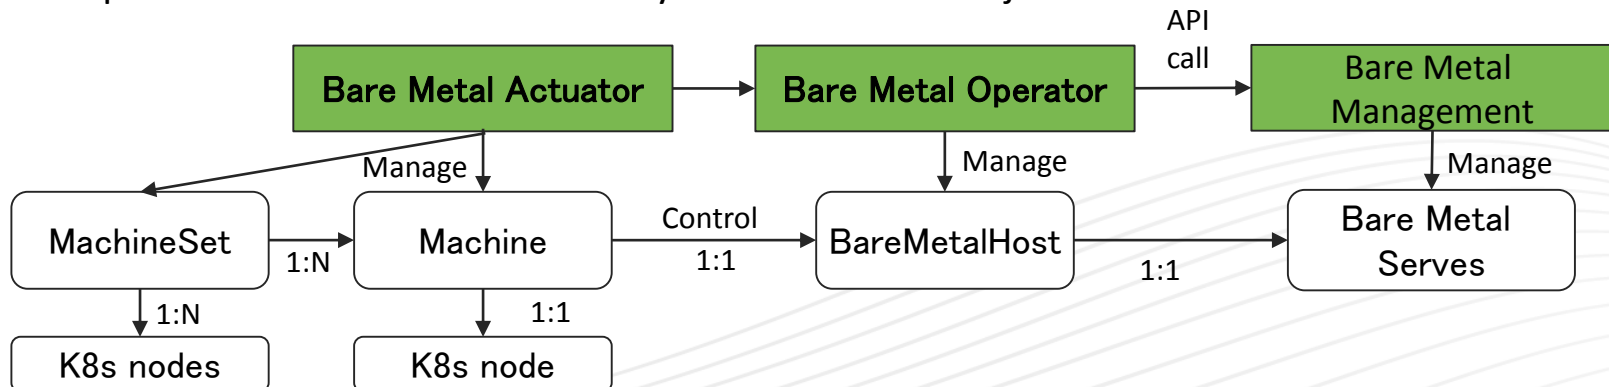 API
call
Bare Metal Actuator
Bare Metal Operator
Bare Metal
Management
Manage
Manage
Manage
MachineSet
1:N
Machine
Control
1:1
BareMetalHost
1:1
Bare Metal
Serves
1:N
1:1
K8s nodes
K8s node